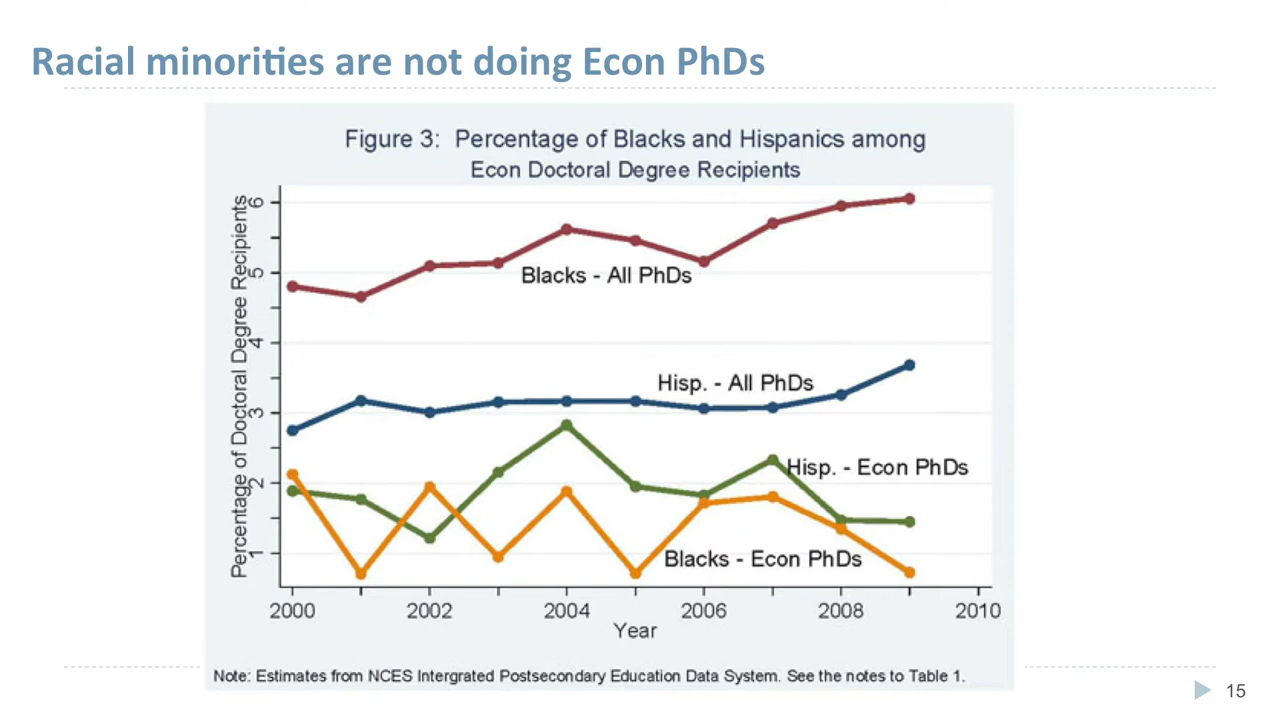 Racial minorities are not doing Econ PhDs
Figure 3: Percentage of Blacks and Hispanics among
Econ Doctoral Degree Recipients
Percentage of Doctoral Degree Recipients
6
5
4
3
2
1
Blacks - All PhDs
Hisp. - All PhDs
Hisp. - Econ PhDs
Blacks - Econ PhDs
2000 2002 2004 2006 2008 2010
Year
Note: Estimates from NCES Intergrated Postsecondary Education Data System. See the notes to Table 1.
15